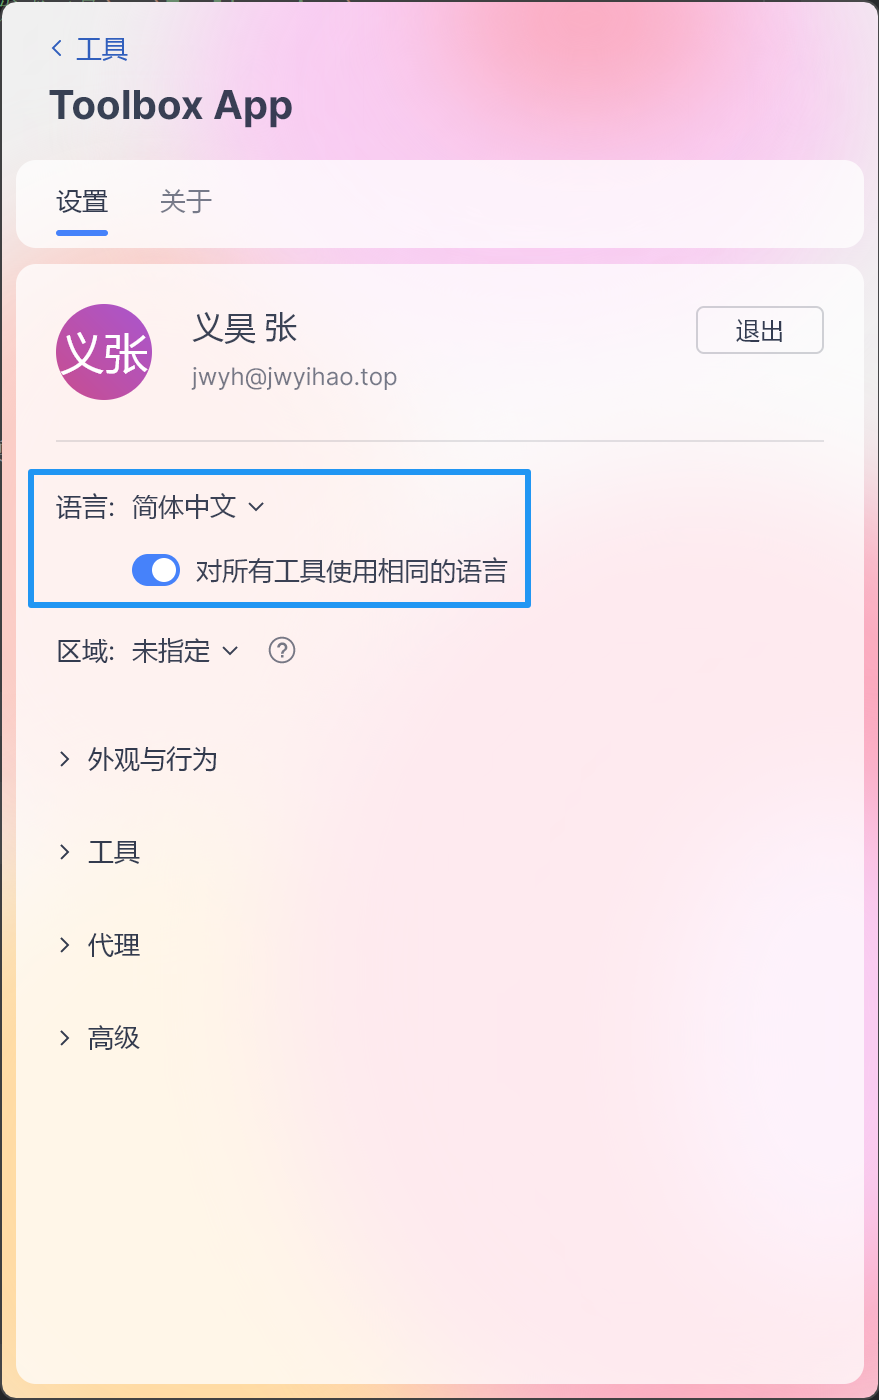 工具
Toolbox App
设置 关于
义张
义昊 张
jwyh@jwyihao.top
退出
语言: 简体中文
对所有工具使用相同的语言
区域: 未指定
外观与行为
工具
代理
高级